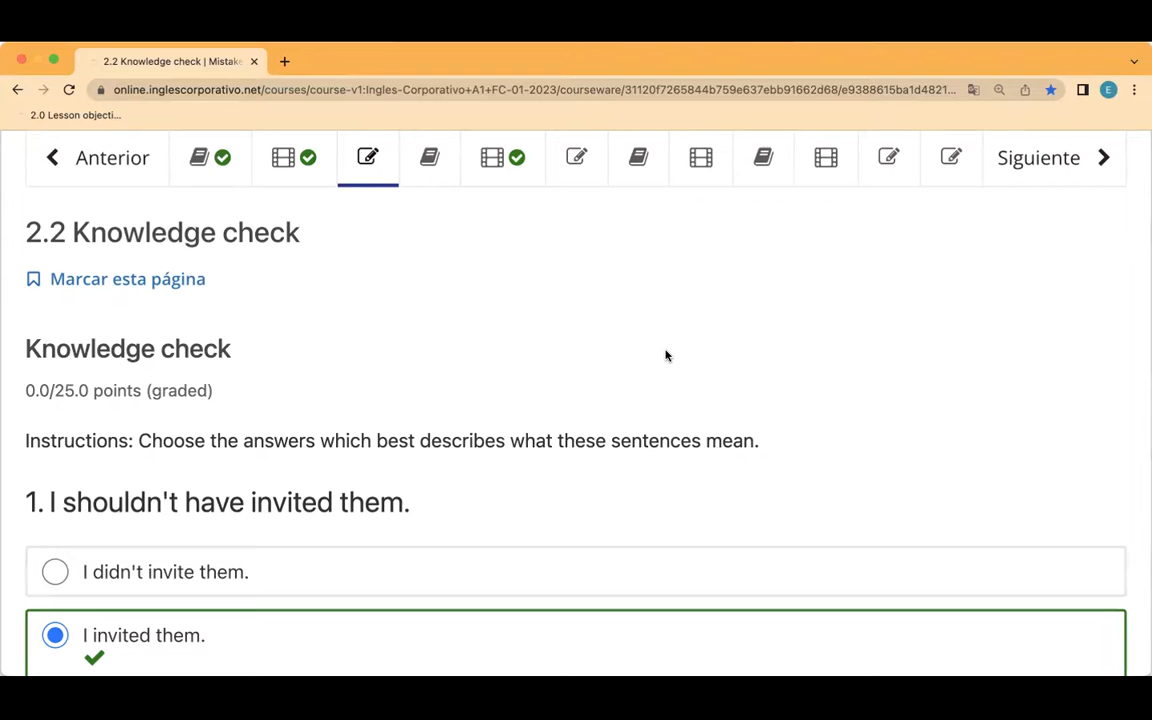 2.2 Knowledge check | Mistake
online.inglescorporativo.net/courses/course-v1:Ingles-Corporativo+A1+FC-01-2023/courseware/31120f7265844b759e637ebb91662d68/e9388615ba1d4821...
E
2.0 Lesson objecti...
Anterior
Siguiente
2.2 Knowledge check
Marcar esta página
Knowledge check
0.0/25.0 points (graded)
Instructions: Choose the answers which best describes what these sentences mean.
1. I shouldn't have invited them.
I didn't invite them.
I invited them.